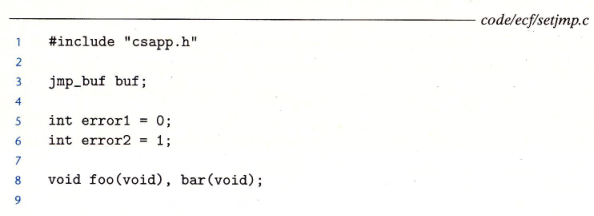 code/ecf/setjmp.c
1 #include "csapp.h"
2
3 jmp_buf buf;
4
5 int error1 = 0;
6 int error2 = 1;
7
8 void foo(void), bar(void);
9